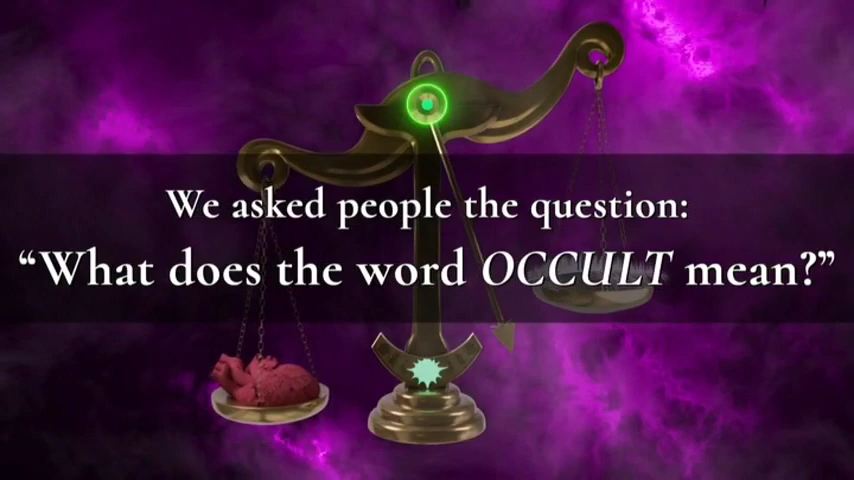 We asked people the question:
“What does the word OCCULT mean?”